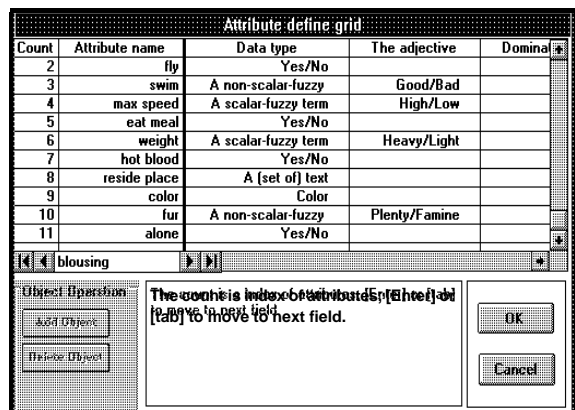 Attribute define grid
Count Attribute name Data type The adjective Dominat
2 fly Yes/No
3 swim A non-scalar-fuzzy Good/Bad
4 max speed A scalar-fuzzy term High/Low
5 eat meal Yes/No
6 weight A scalar-fuzzy term Heavy/Light
7 hot blood Yes/No
8 reside place A (set of) text
9 color Color
10 fur A non-scalar-fuzzy Plenty/Famine
11 alone Yes/No
blousing
Object Operation
The count is index of attributes; [Enter] or
[tab] to move to next field.
Add Object
OK
Delete Object
Cancel